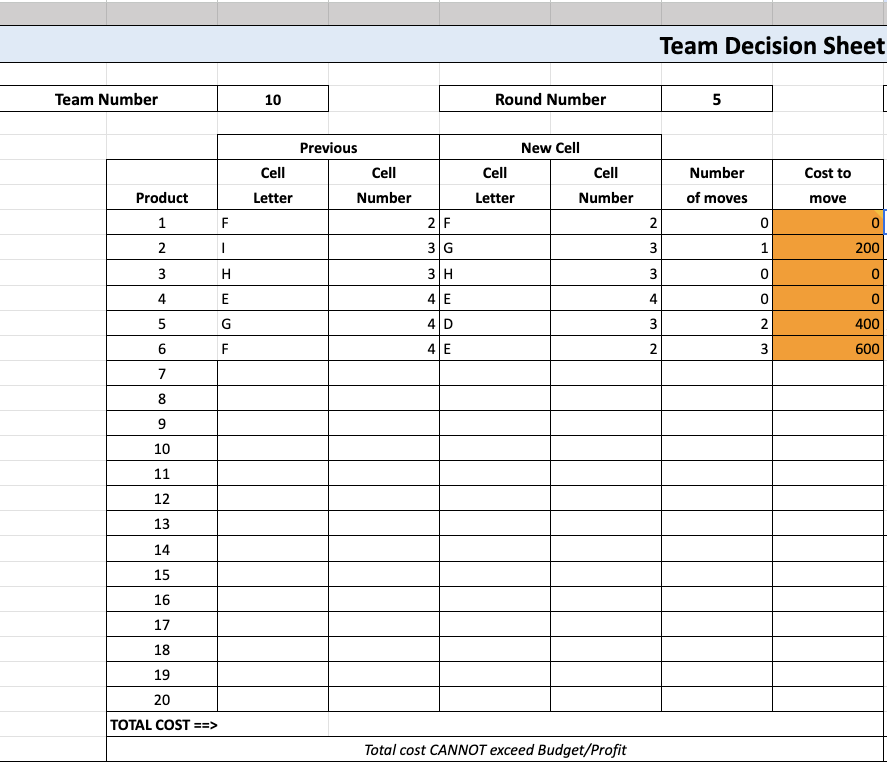 Team Decision Sheet
Team Number 10 Round Number 5
Previous New Cell
Cell Cell Cell Cell Number Cost to
Product Letter Number Letter Number of moves move
1 F 2 F 2 0 0
2 I 3 G 3 1 200
3 H 3 H 3 0 0
4 E 4 E 4 0 0
5 G 4 D 3 2 400
6 F 4 E 2 3 600
7
8
9
10
11
12
13
14
15
16
17
18
19
20
TOTAL COST ==>
Total cost CANNOT exceed Budget/Profit